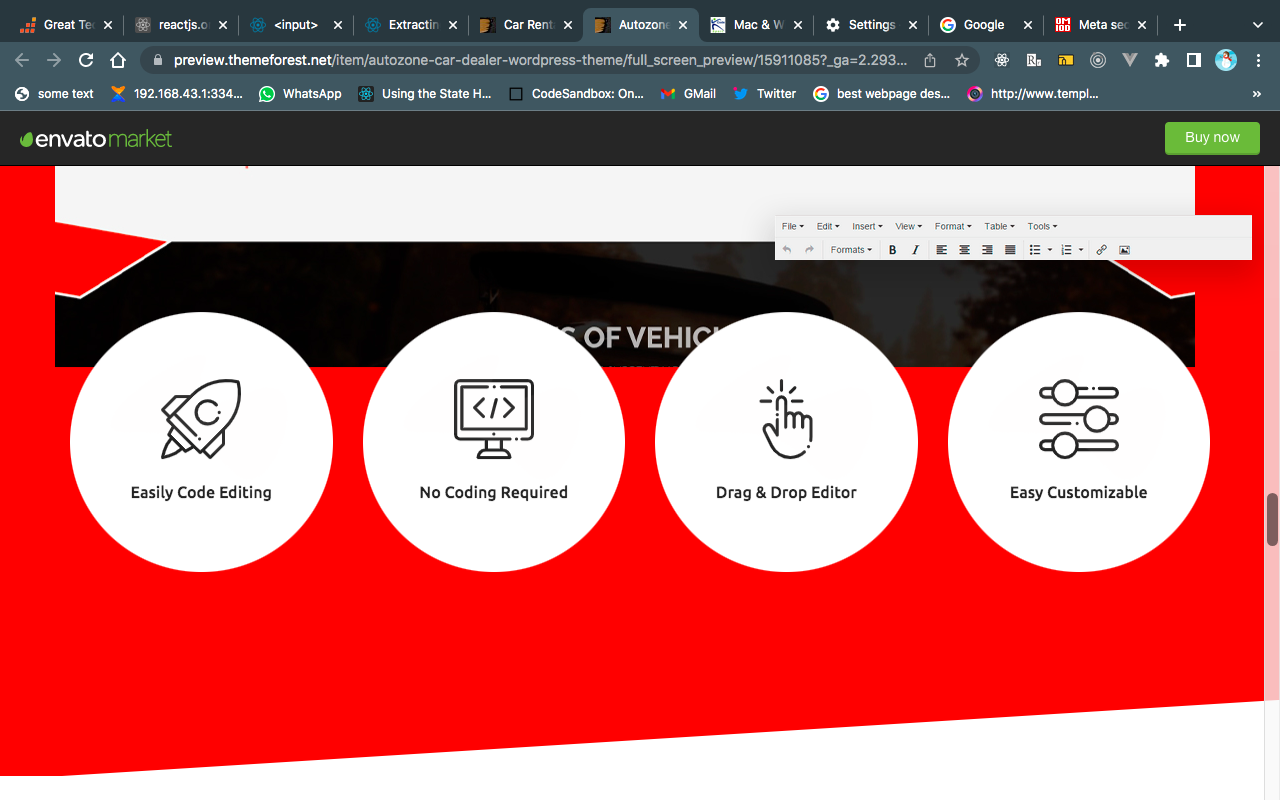 Great Tec
reactjs.o
<input>
Extractin
Car Renta
Autozone
Mac & W
Settings
Google
Meta sec
preview.themeforest.net/item/autozone-car-dealer-wordpress-theme/full_screen_preview/15911085?_ga=2.293...
some text
192.168.43.1:334...
WhatsApp
Using the State H...
CodeSandbox: On...
GMail
Twitter
best webpage des...
http://www.templ...
»
envato market
Buy now
File Edit Insert View Format Table Tools
Formats B I
OF VEHIC
Easily Code Editing
No Coding Required
Drag & Drop Editor
Easy Customizable